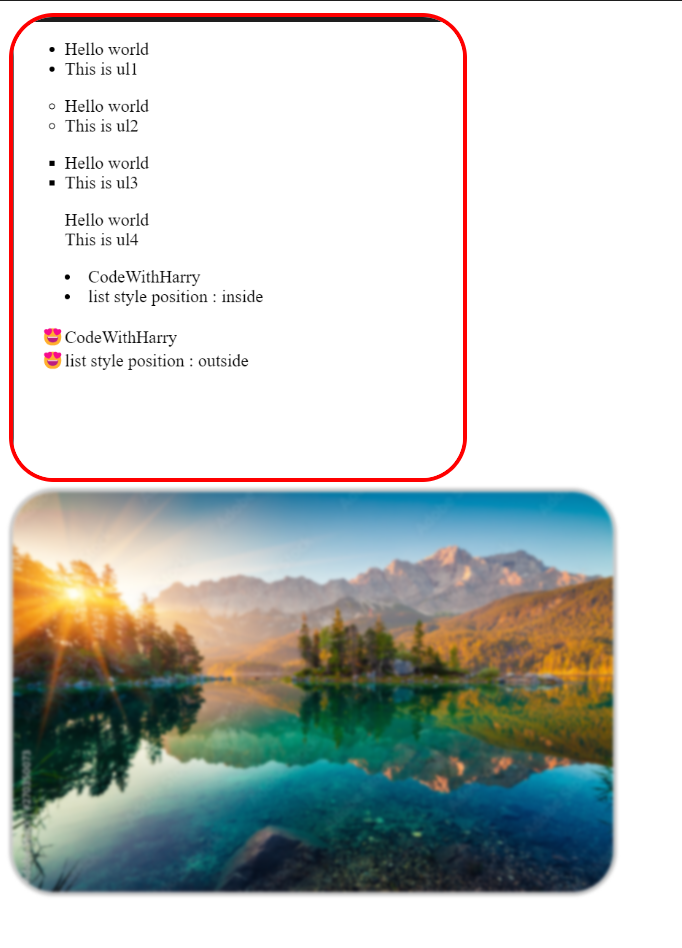 Hello world
This is ul1
Hello world
This is ul2
Hello world
This is ul3
Hello world
This is ul4
CodeWithHarry
list style position : inside
CodeWithHarry
list style position : outside